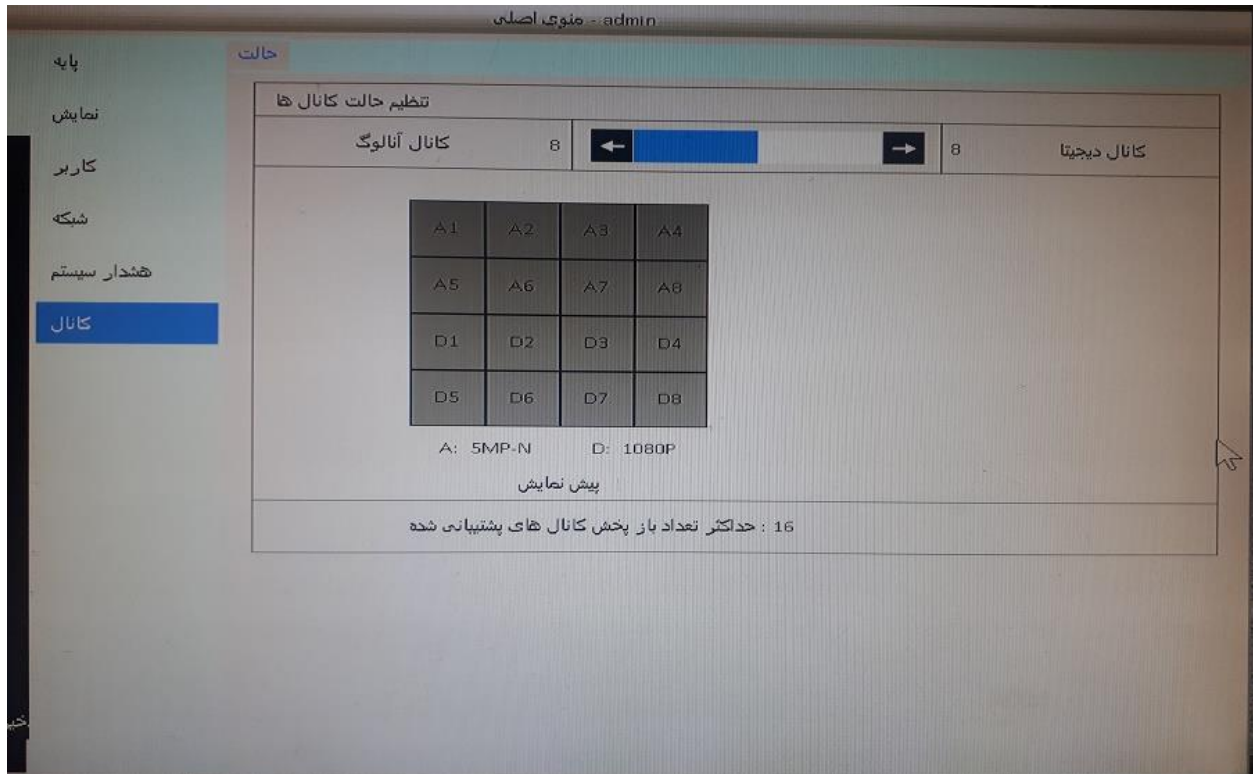 admin - منوی اصلی
پایه
نمایش
کاربر
شبکه
هشدار سیستم
کانال
حالت
تنظیم حالت کانال ها
کانال آنالوگ 8
8 کانال دیجیتا
A1 A2 A3 A4
A5 A6 A7 A8
D1 D2 D3 D4
D5 D6 D7 D8
A: 5MP-N D: 1080P
پیش نمایش
16 : حداکثر تعداد باز پخش کانال های پشتیبانی شده